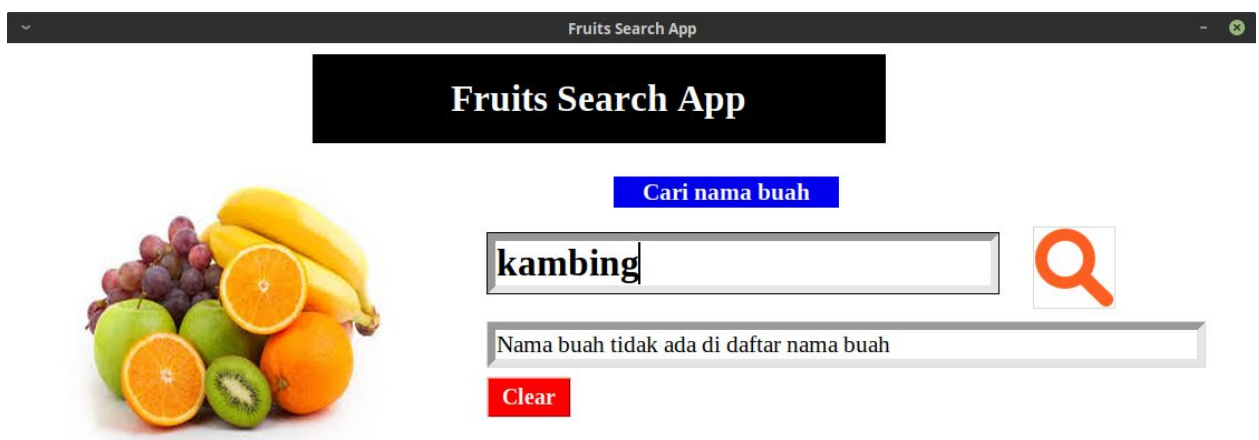 Fruits Search App
Fruits Search App
Cari nama buah
kambing
Nama buah tidak ada di daftar nama buah
Clear